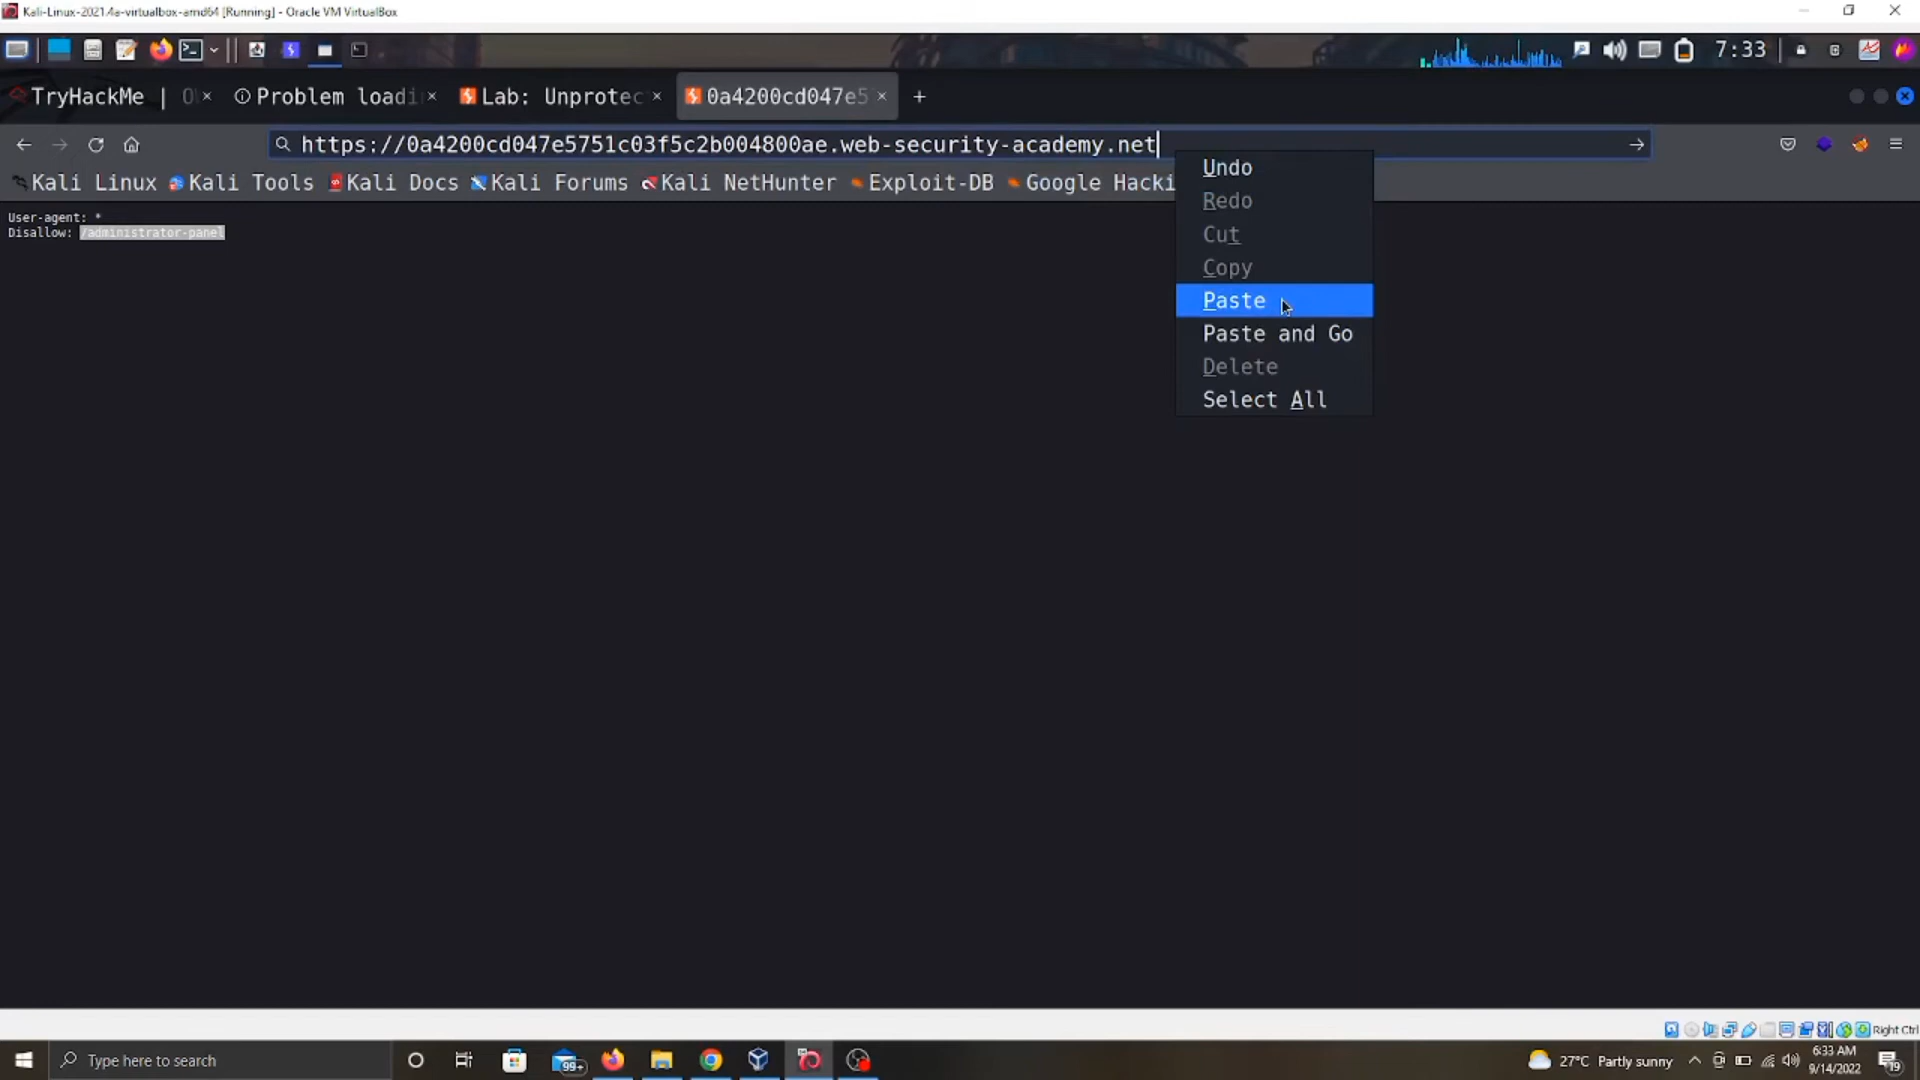 Kali-Linux-2021.4a-virtualbox-amd64 [Running] - Oracle VM VirtualBox
7:33
TryHackMe |
Problem loadi
Lab: Unprotec
0a4200cd047e5
https://0a4200cd047e5751c03f5c2b004800ae.web-security-academy.net
Kali Linux Kali Tools Kali Docs Kali Forums Kali NetHunter Exploit-DB Google Hacki
User-agent: *
Disallow: /administrator-panel
Undo
Redo
Cut
Copy
Paste
Paste and Go
Delete
Select All
Right Ctrl
Type here to search
99+
27°C Partly sunny
6:33 AM
9/14/2022
19